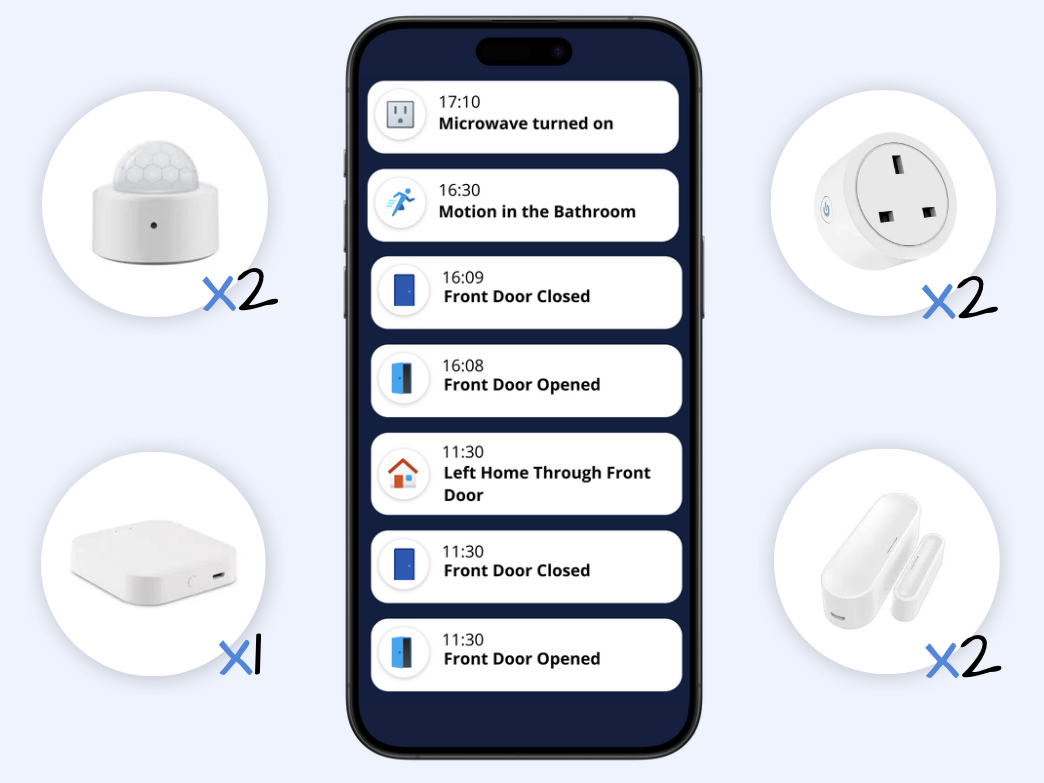 17:10
Microwave turned on
16:30
Motion in the Bathroom
16:09
Front Door Closed
16:08
Front Door Opened
11:30
Left Home Through Front
Door
11:30
Front Door Closed
11:30
Front Door Opened
x2
x1
x2
x2